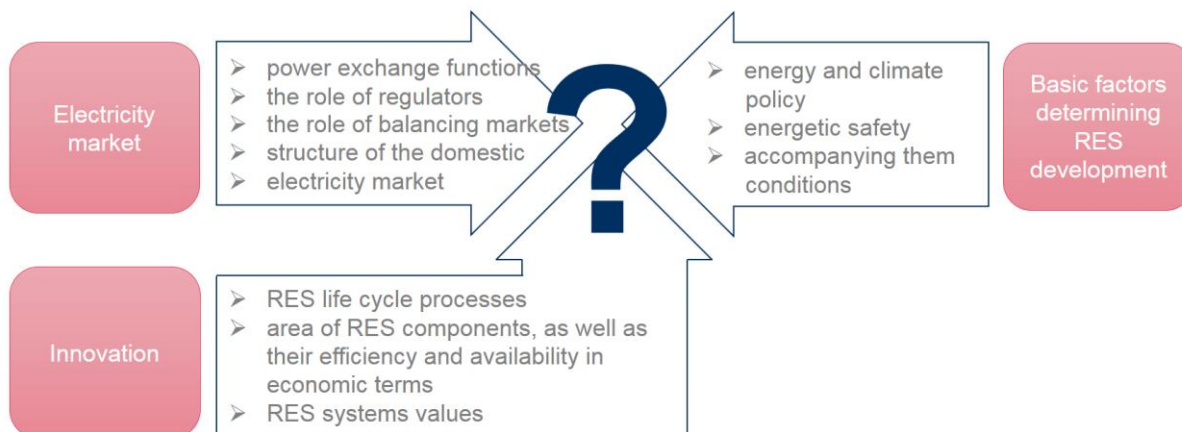 Electricity
market
➢ power exchange functions
➢ the role of regulators
➢ the role of balancing markets
➢ structure of the domestic
➢ electricity market
?
➢ energy and climate
policy
➢ energetic safety
➢ accompanying them
conditions
Basic factors
determining
RES
development
Innovation
➢ RES life cycle processes
➢ area of RES components, as well as
their efficiency and availability in
economic terms
➢ RES systems values